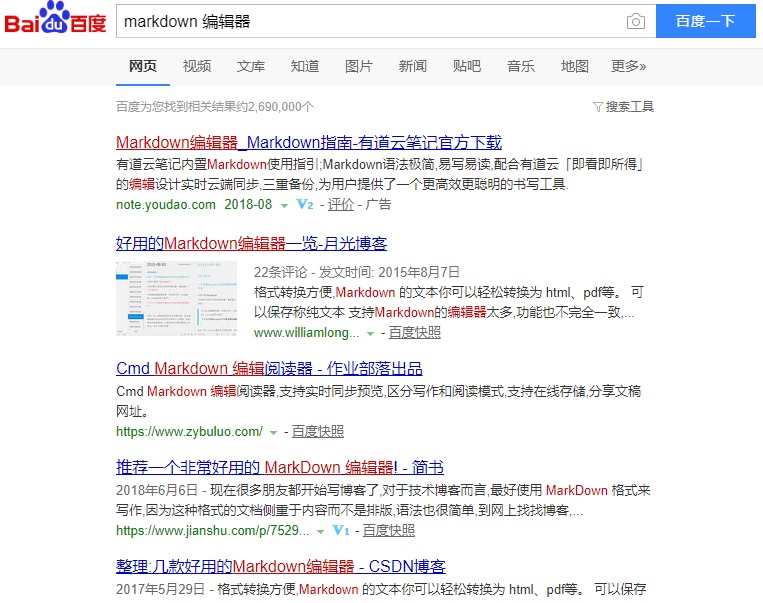 Bai du 百度
markdown 编辑器
百度一下
网页 视频 文库 知道 图片 新闻 贴吧 音乐 地图 更多»
百度为您找到相关结果约2,690,000个
搜索工具
Markdown编辑器_Markdown指南-有道云笔记官方下载
有道云笔记内置Markdown使用指引;Markdown语法极简,易写易读,配合有道云「即看即所得」
的编辑设计实时云端同步,三重备份,为用户提供了一个更高效更聪明的书写工具.
note.youdao.com 2018-08 V2 - 评价 - 广告
好用的Markdown编辑器一览-月光博客
22条评论 - 发文时间: 2015年8月7日
格式转换方便,Markdown 的文本你可以轻松转换为 html、pdf等。 可
以保存称纯文本 支持Markdown的编辑器太多,功能也不完全一致,...
www.williamlong... - 百度快照
Cmd Markdown 编辑阅读器 - 作业部落出品
Cmd Markdown 编辑阅读器,支持实时同步预览,区分写作和阅读模式,支持在线存储,分享文稿
网址。
https://www.zybuluo.com/ - 百度快照
推荐一个非常好用的 MarkDown 编辑器! - 简书
2018年6月6日 - 现在很多朋友都开始写博客了,对于技术博客而言,最好使用 MarkDown 格式来
写作,因为这种格式的文档侧重于内容而不是排版,语法也很简单,到网上找找博客,...
https://www.jianshu.com/p/7529... V1 - 百度快照
整理:几款好用的Markdown编辑器 - CSDN博客
2017年5月29日 - 格式转换方便,Markdown 的文本你可以轻松转换为 html、pdf等。 可以保存